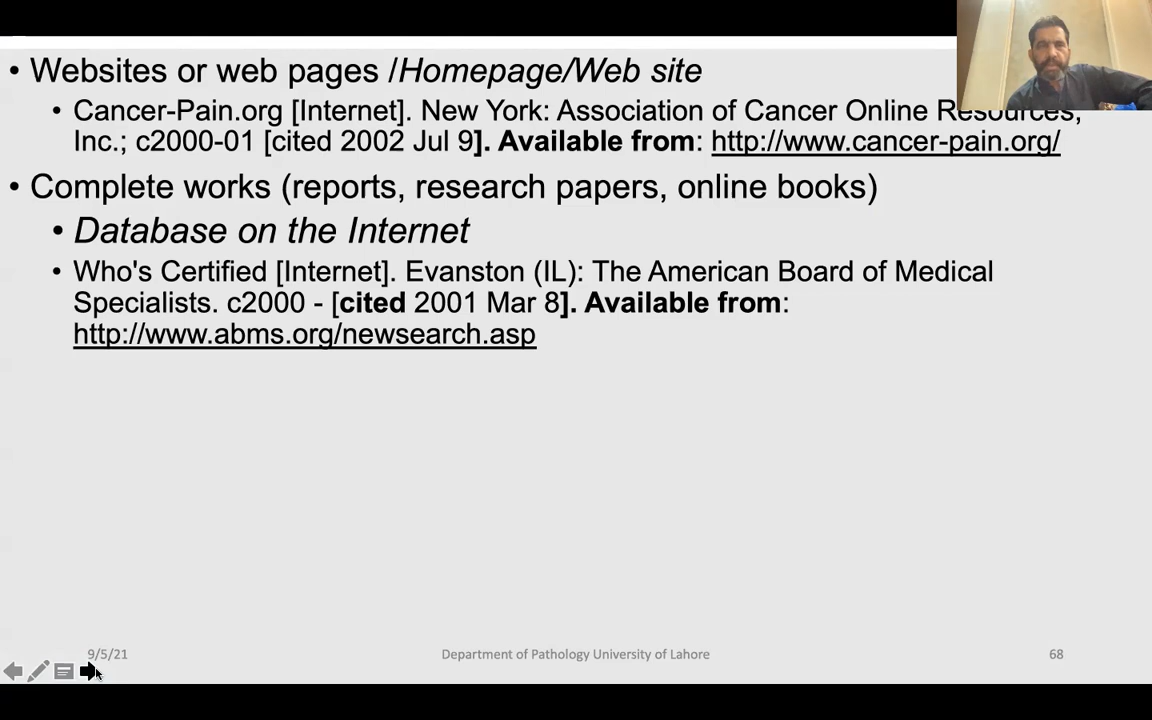 • Websites or web pages /Homepage/Web site
• Cancer-Pain.org [Internet]. New York: Association of Cancer Online Resources,
Inc.; c2000-01 [cited 2002 Jul 9]. Available from: http://www.cancer-pain.org/
• Complete works (reports, research papers, online books)
• Database on the Internet
• Who's Certified [Internet]. Evanston (IL): The American Board of Medical
Specialists. c2000 - [cited 2001 Mar 8]. Available from:
http://www.abms.org/newsearch.asp
9/5/21
Department of Pathology University of Lahore
68